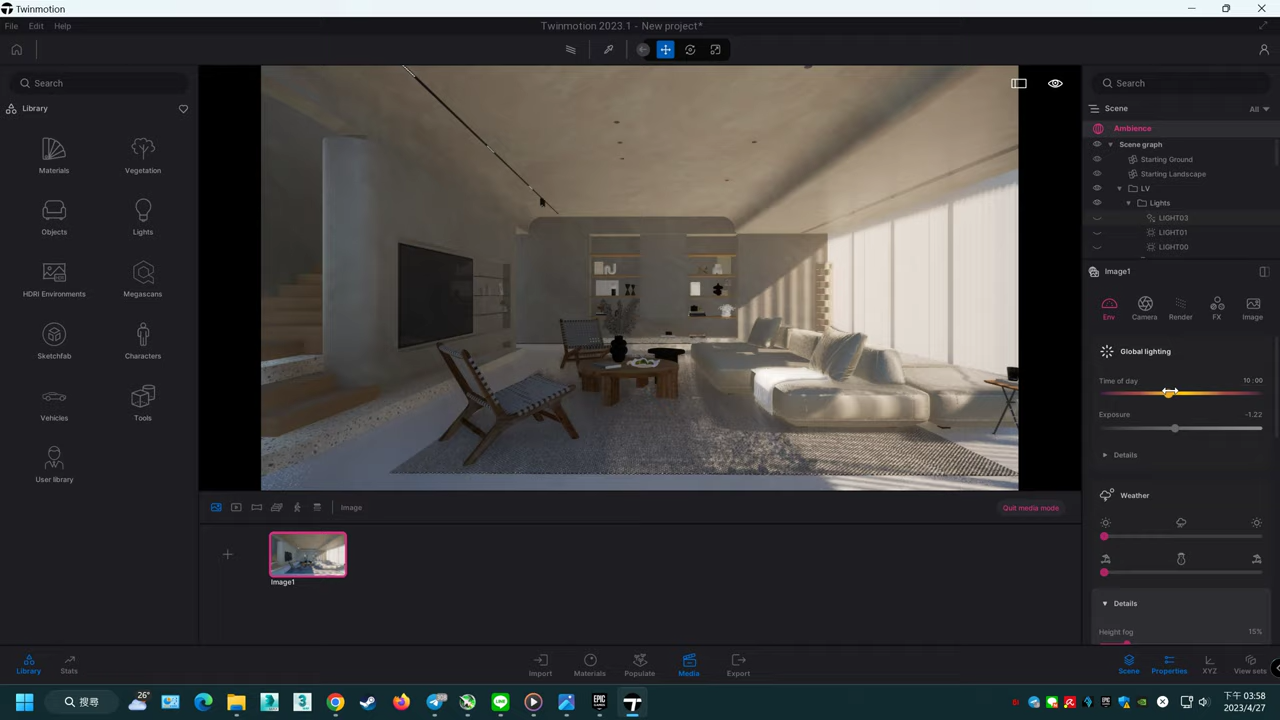 Twinmotion
File Edit Help
Twinmotion 2023.1 - New project*
Search
Library
Materials
Vegetation
Objects
Lights
HDRI Environments
Megascans
Sketchfab
Characters
Vehicles
Tools
User library
Image
Quit media mode
Image1
Search
Scene
All
Ambience
Scene graph
Starting Ground
Starting Landscape
LV
Lights
LIGHT03
LIGHT01
LIGHT00
Image1
Env Camera Render FX Image
Global lighting
Time of day 10 : 00
Exposure -1.22
Details
Weather
Details
Height fog 15%
Library Stats Import Materials Populate Media Export Scene Properties XYZ View sets
搜尋
26°
下午 03:58
2023/4/27